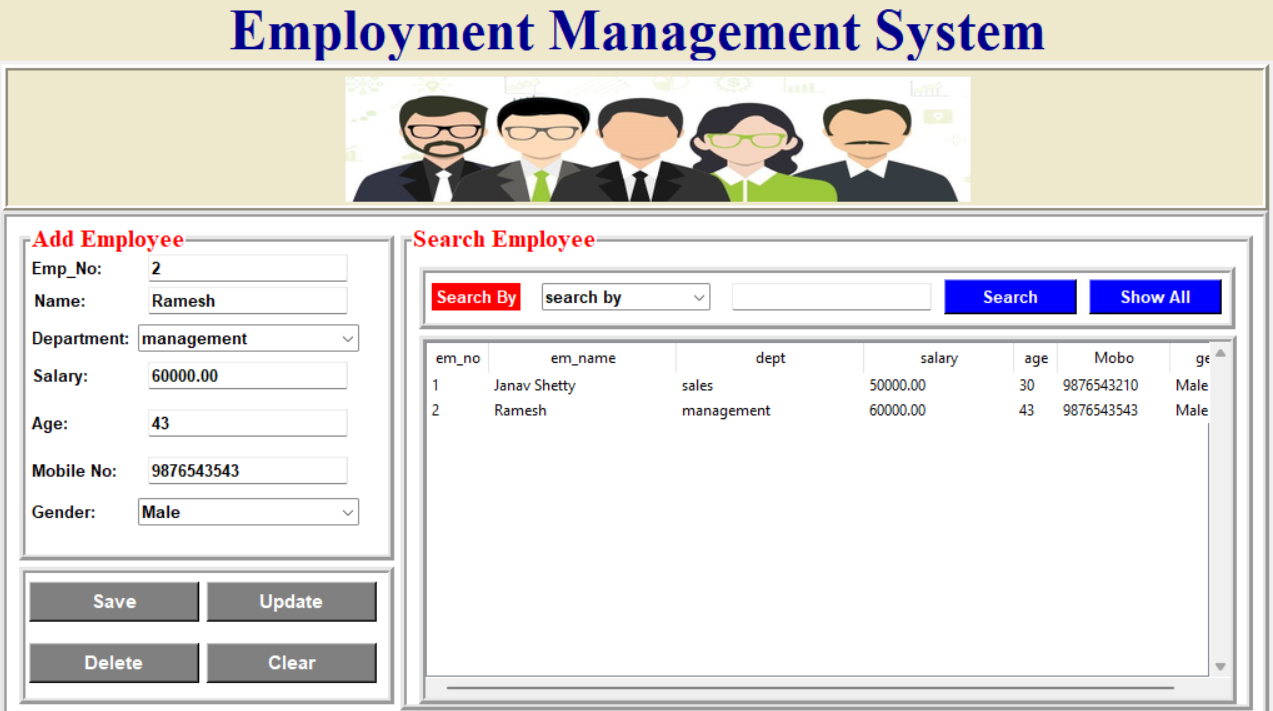 Employment Management System
Add Employee
Emp_No: 2
Name: Ramesh
Department: management
Salary: 60000.00
Age: 43
Mobile No: 9876543543
Gender: Male
Save Update
Delete Clear
Search Employee
Search By search by Search Show All
em_no em_name dept salary age Mobo ge
1 Janav Shetty sales 50000.00 30 9876543210 Male
2 Ramesh management 60000.00 43 9876543543 Male